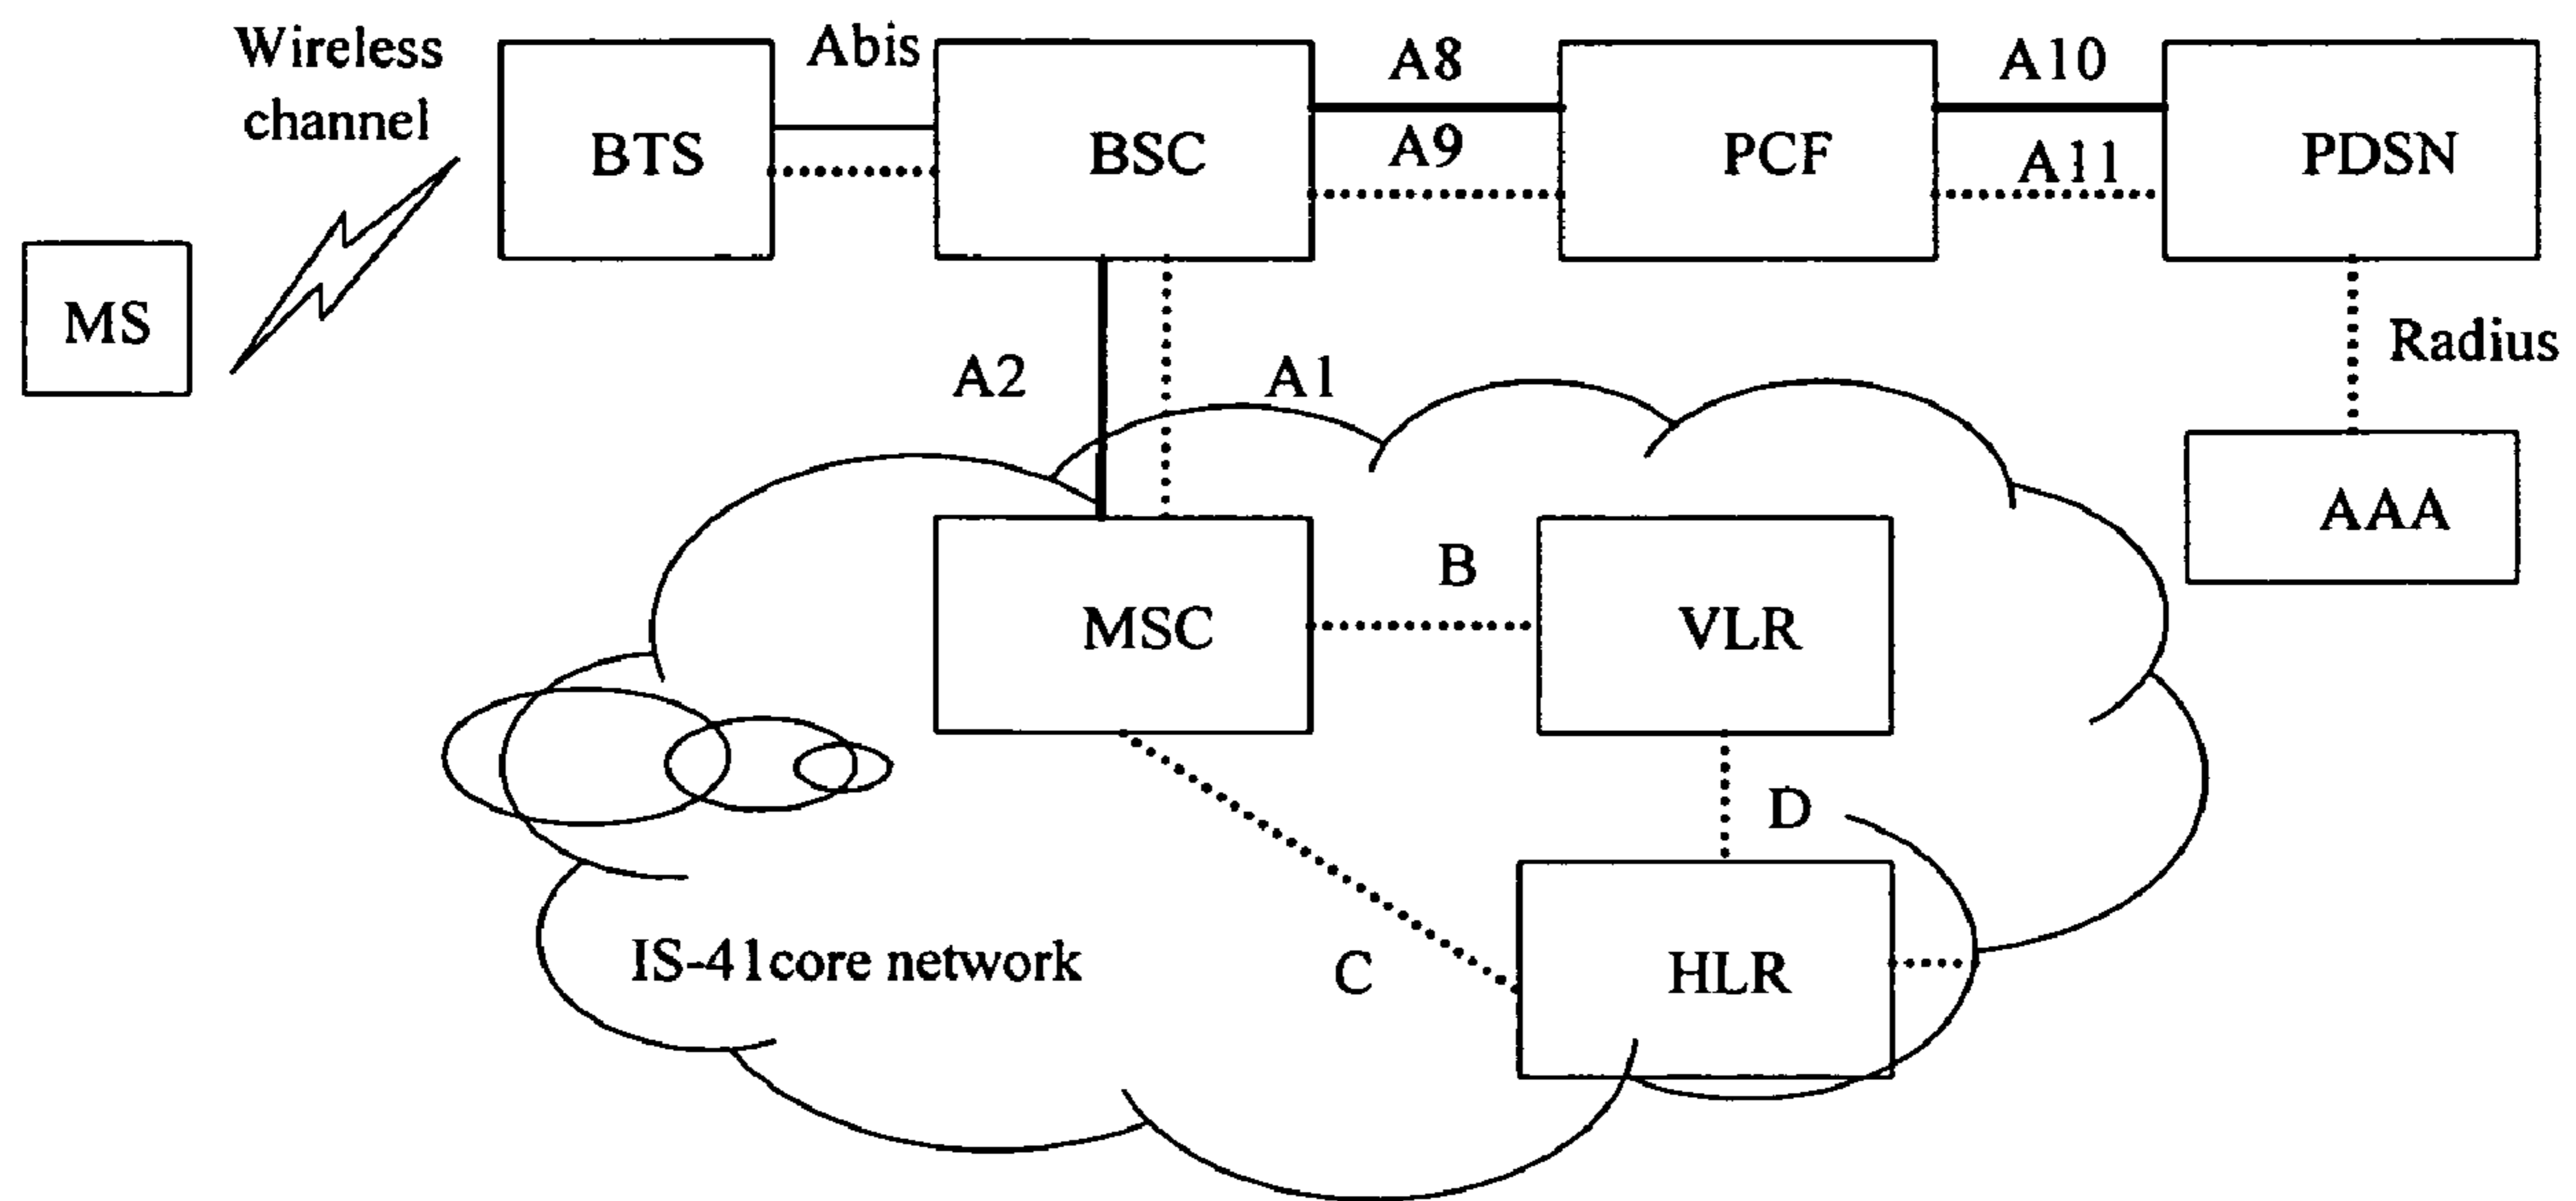 Wireless
channel
Abis
A8
A10
BTS
BSC
A9
PCF
A11
PDSN
MS
A2
A1
Radius
AAA
B
MSC
VLR
D
IS-41core network
C
HLR